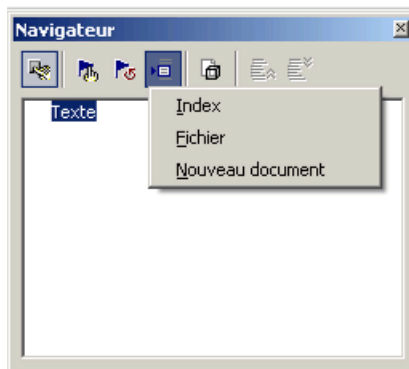 Navigateur
Index
Texte
Fichier
Nouveau document